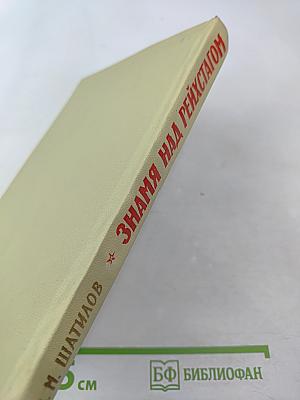 М. ШАТИЛОВ ☆ ЗНАМЯ НАД РЕЙХСТАГОМ
см
БФ БИБЛИОФАН